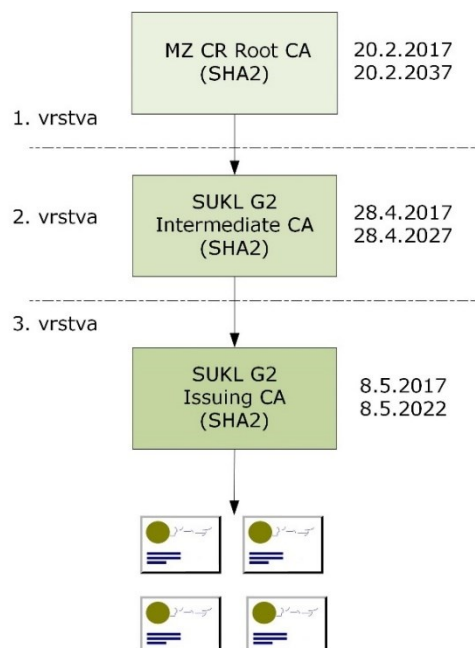 MZ CR Root CA
(SHA2)
20.2.2017
20.2.2037
1. vrstva
2. vrstva
SUKL G2
Intermediate CA
(SHA2)
28.4.2017
28.4.2027
3. vrstva
SUKL G2
Issuing CA
(SHA2)
8.5.2017
8.5.2022